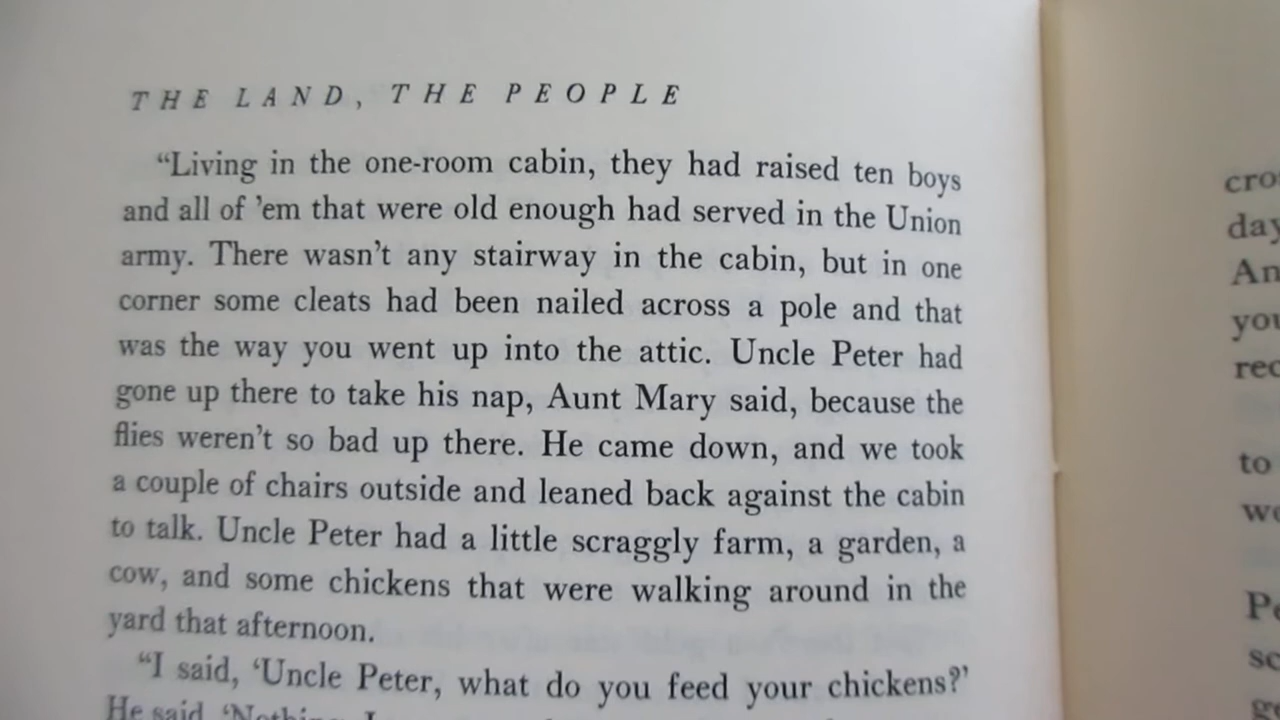 THE LAND, THE PEOPLE
“Living in the one-room cabin, they had raised ten boys
and all of ’em that were old enough had served in the Union
army. There wasn’t any stairway in the cabin, but in one
corner some cleats had been nailed across a pole and that
was the way you went up into the attic. Uncle Peter had
gone up there to take his nap, Aunt Mary said, because the
flies weren’t so bad up there. He came down, and we took
a couple of chairs outside and leaned back against the cabin
to talk. Uncle Peter had a little scraggly farm, a garden, a
cow, and some chickens that were walking around in the
yard that afternoon.
“I said, ‘Uncle Peter, what do you feed your chickens?’
He said, ‘Nothing. I
day
An
you
to